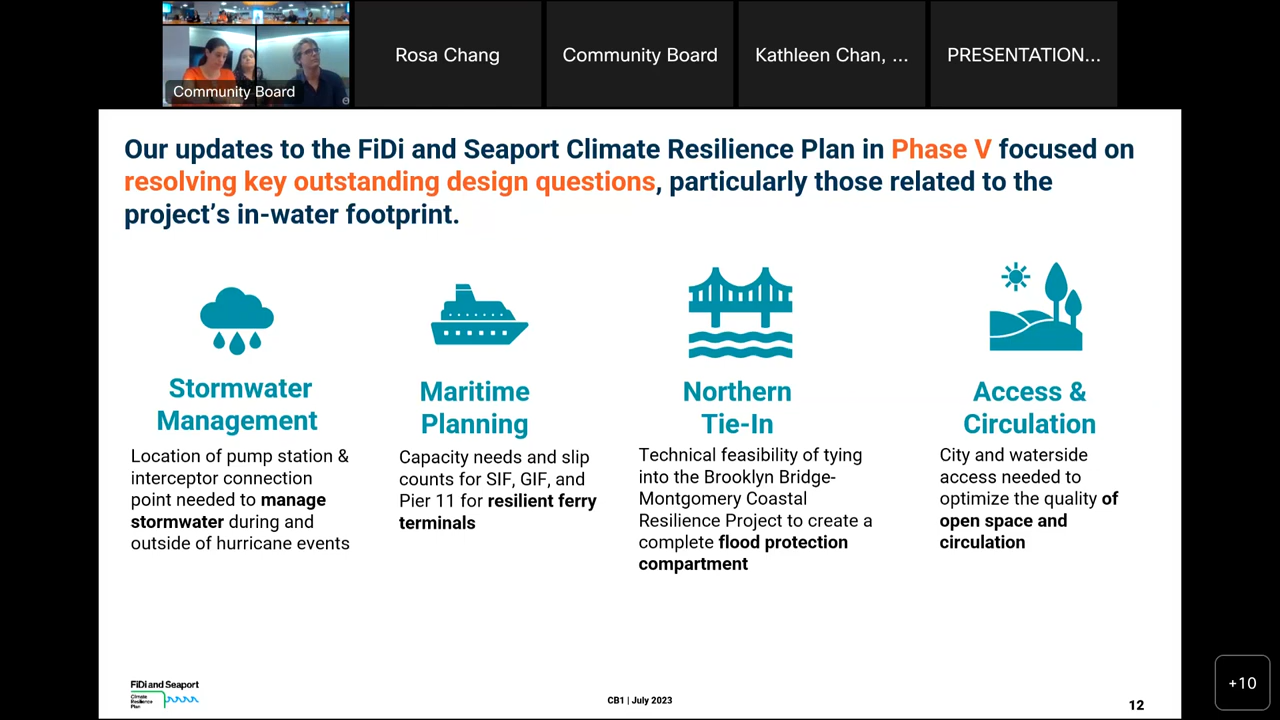 Rosa Chang
Community Board
Kathleen Chan, ...
PRESENTATION...
Community Board
Our updates to the FiDi and Seaport Climate Resilience Plan in Phase V focused on
resolving key outstanding design questions, particularly those related to the
project's in-water footprint.
Stormwater
Management
Location of pump station &
interceptor connection
point needed to manage
stormwater during and
outside of hurricane events
Maritime
Planning
Capacity needs and slip
counts for SIF, GIF, and
Pier 11 for resilient ferry
terminals
Northern
Tie-In
Technical feasibility of tying
into the Brooklyn Bridge-
Montgomery Coastal
Resilience Project to create a
complete flood protection
compartment
Access &
Circulation
City and waterside
access needed to
optimize the quality of
open space and
circulation
FiDi and Seaport
Climate
Resilience
Plan
CB1 | July 2023
12
+10